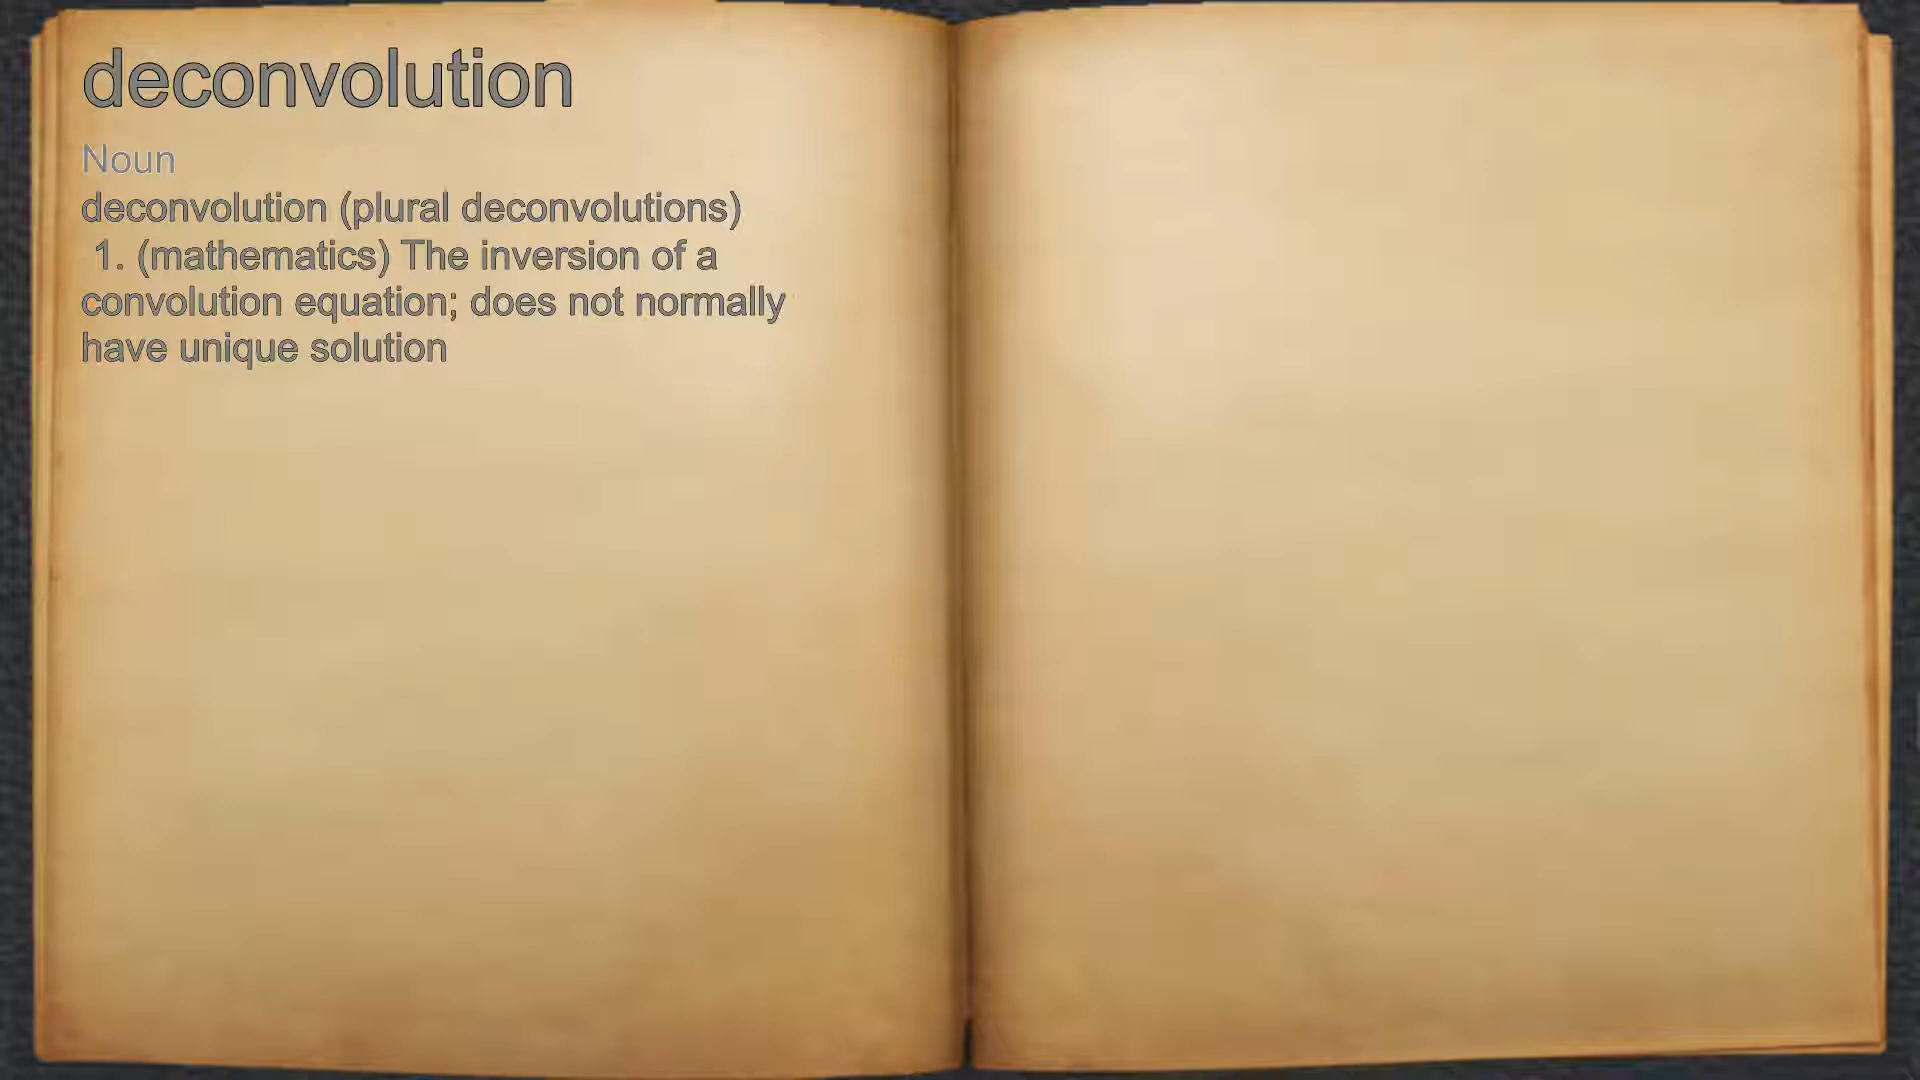 deconvolution
Noun
deconvolution (plural deconvolutions)
1. (mathematics) The inversion of a
convolution equation; does not normally
have unique solution